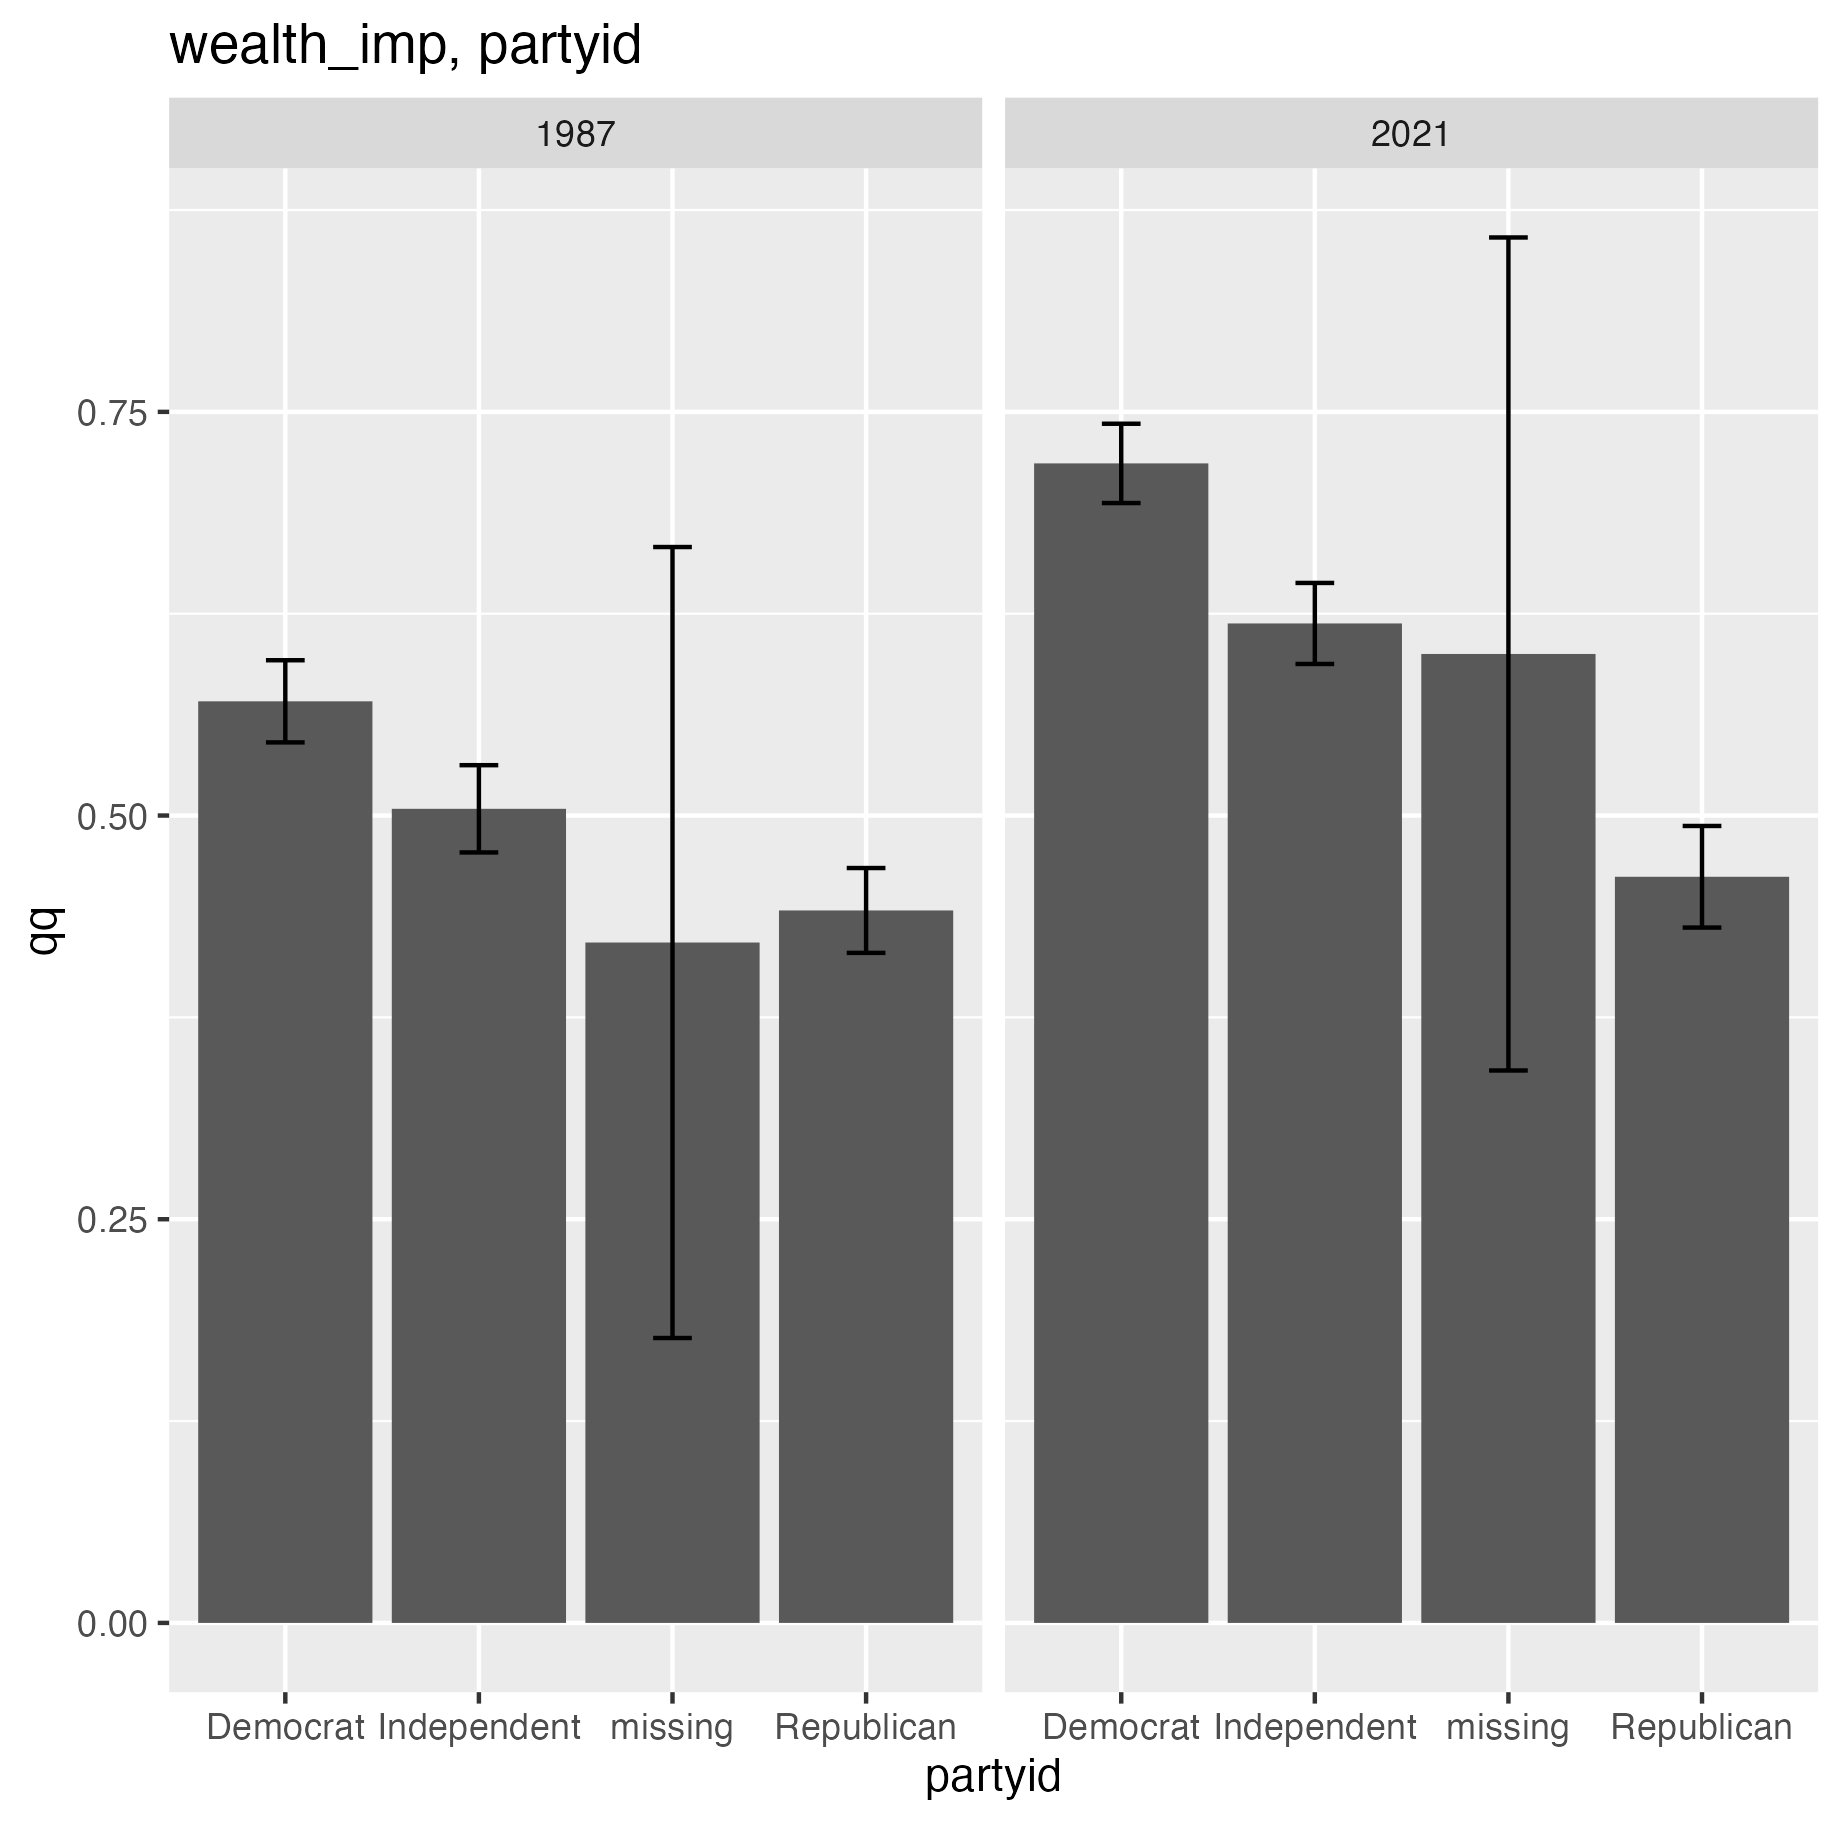 wealth_imp, partyid
1987
2021
qq
0.75
0.50
0.25
0.00
Democrat Independent missing Republican
Democrat Independent missing Republican
partyid